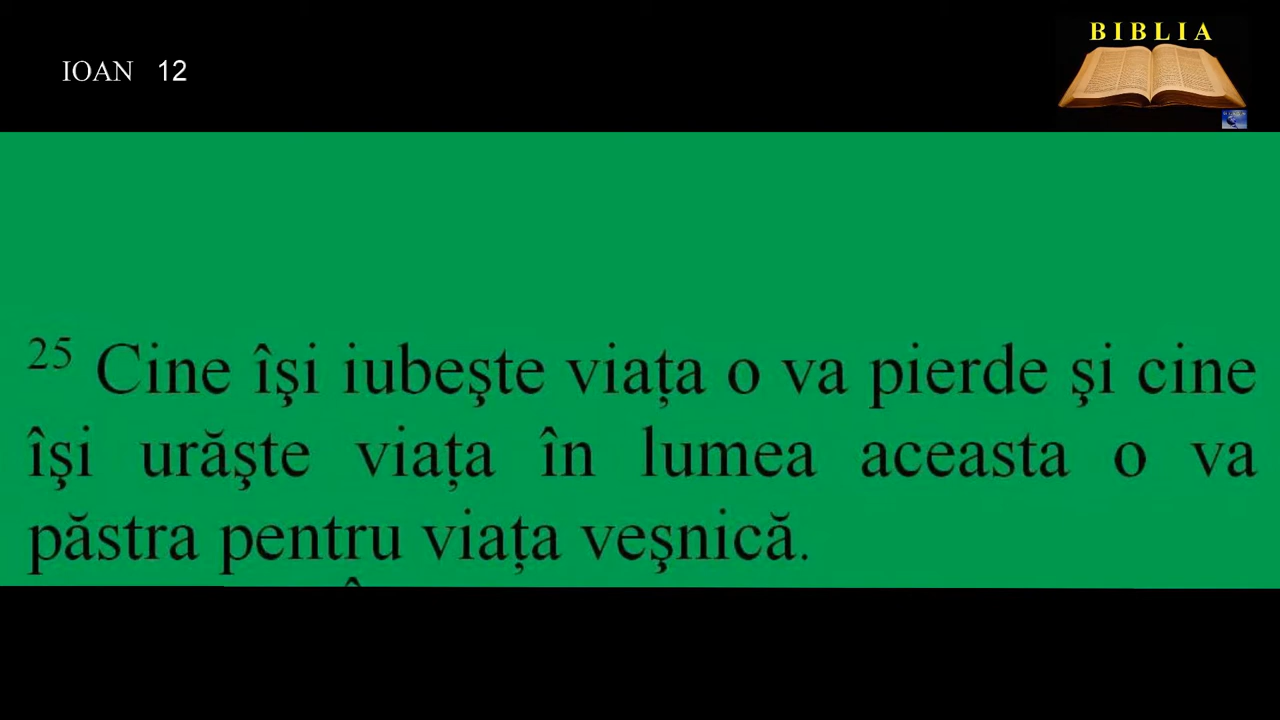 BIBLIA
IOAN 12
25 Cine îşi iubeşte viaţa o va pierde şi cine
îşi urăşte viaţa în lumea aceasta o va
păstra pentru viaţa veşnică.